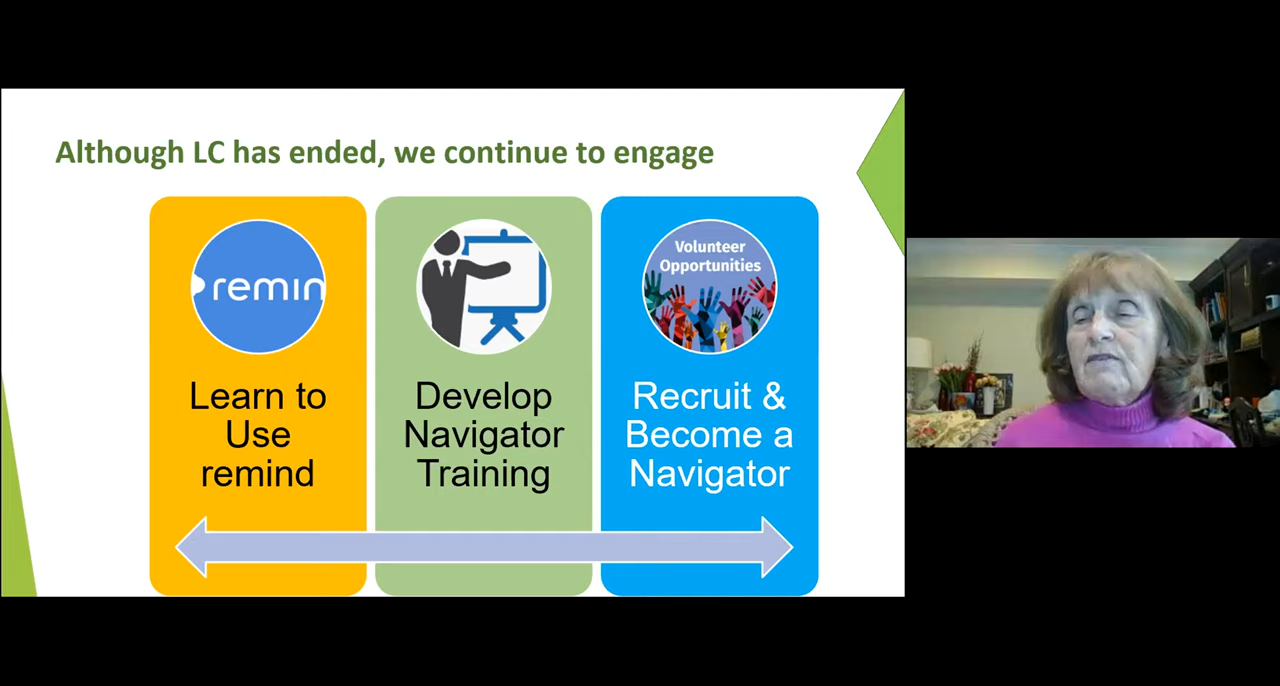 Although LC has ended, we continue to engage
remin
Learn to
Use
remind
Develop
Navigator
Training
Volunteer
Opportunities
Recruit &
Become a
Navigator